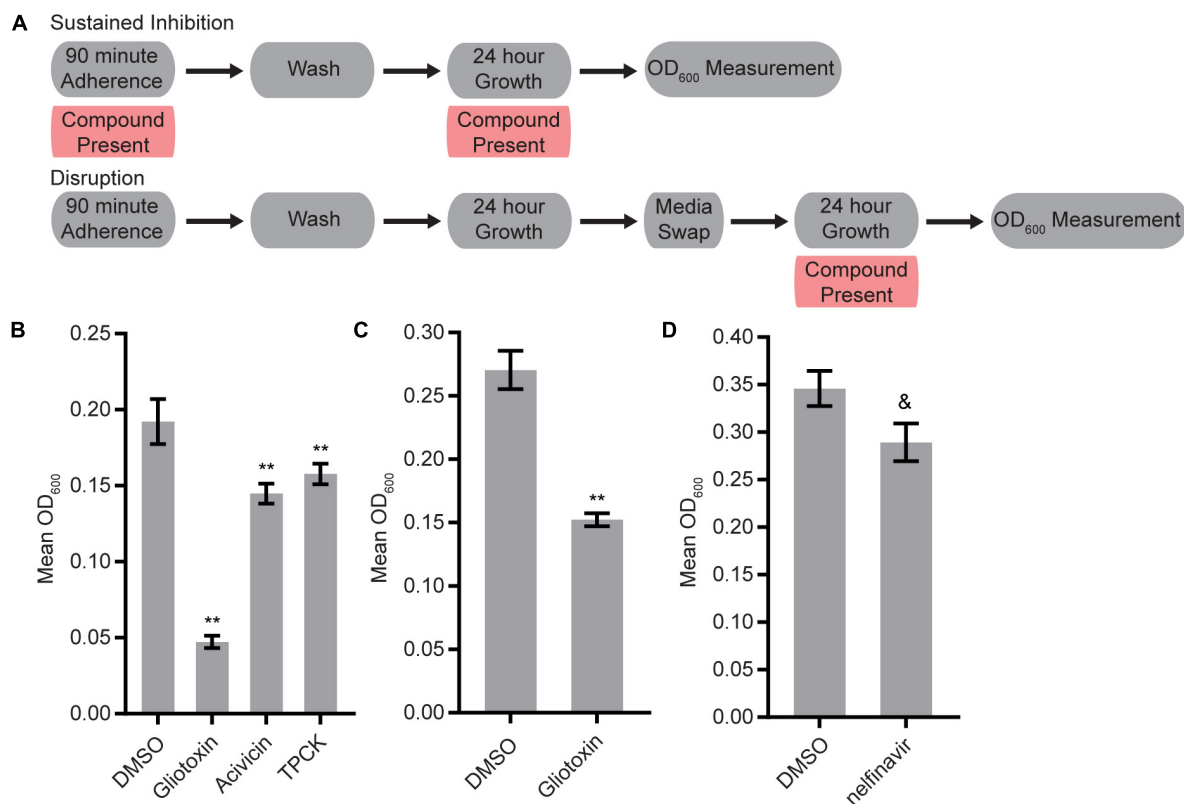 A
Sustained Inhibition
90 minute
Adherence
Wash
24 hour
Growth
OD600 Measurement
Compound
Present
Compound
Present
Disruption
90 minute
Adherence
Wash
24 hour
Growth
Media
Swap
24 hour
Growth
OD600 Measurement
Compound
Present
B
Mean OD600
0.25
0.20
0.15
0.10
0.05
0.00
**
**
**
DMSO
Gliotoxin
Acivicin
TPCK
C
Mean OD600
0.30
0.25
0.20
0.15
0.10
0.05
0.00
**
DMSO
Gliotoxin
D
Mean OD600
0.40
0.35
0.30
0.25
0.20
0.15
0.10
0.05
0.00
&
DMSO
nelfinavir